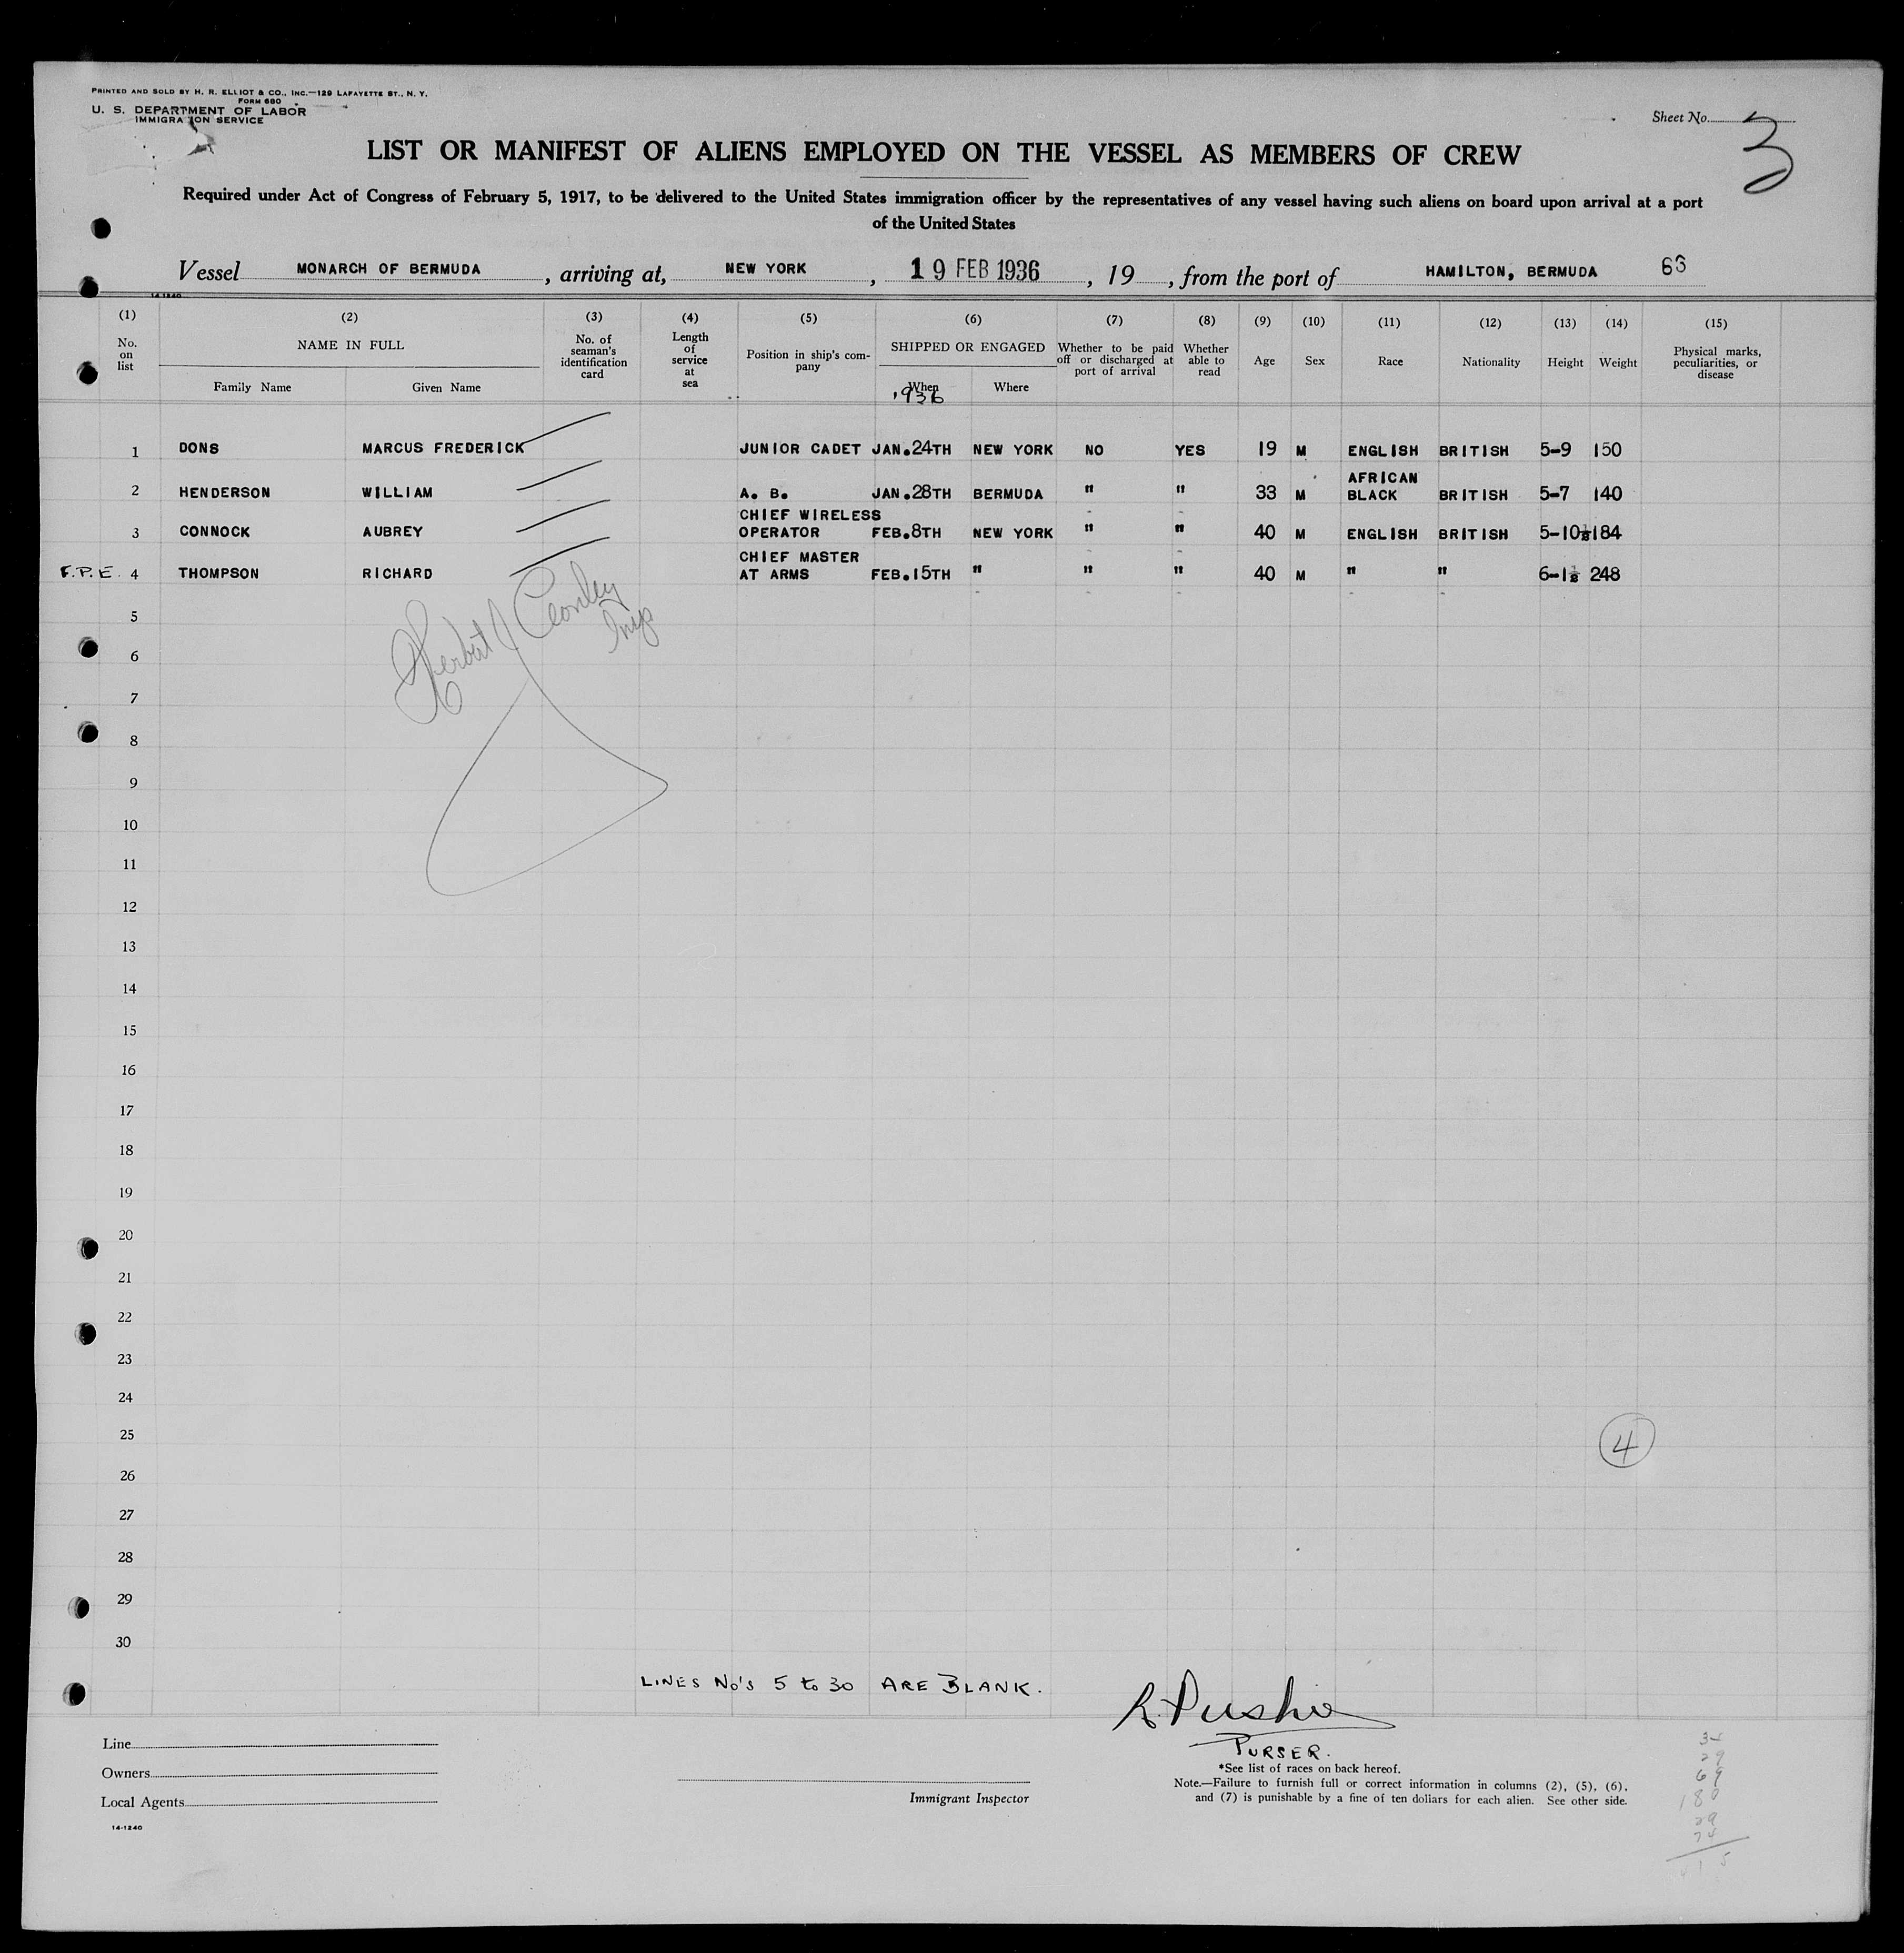 PRINTED AND SOLD BY H. R. ELLIOT & CO., INC.—129 LAFAYETTE ST., N. Y.
FORM 680
U. S. DEPARTMENT OF LABOR
IMMIGRATION SERVICE
Sheet No. 3
LIST OR MANIFEST OF ALIENS EMPLOYED ON THE VESSEL AS MEMBERS OF CREW
Required under Act of Congress of February 5, 1917, to be delivered to the United States immigration officer by the representatives of any vessel having such aliens on board upon arrival at a port
of the United States
Vessel MONARCH OF BERMUDA, arriving at, NEW YORK, 19 FEB 1936, 19, from the port of HAMILTON, BERMUDA 63
14-1240
(1) (2) (3) (4) (5) (6) (7) (8) (9) (10) (11) (12) (13) (14) (15)
No. on list NAME IN FULL No. of seaman's identification card Length of service at sea Position in ship's company SHIPPED OR ENGAGED Whether to be paid off or discharged at port of arrival Whether able to read Age Sex Race Nationality Height Weight Physical marks, peculiarities, or disease
Family Name Given Name When Where
1936
1 DONS MARCUS FREDERICK JUNIOR CADET JAN.24TH NEW YORK NO YES 19 M ENGLISH BRITISH 5-9 150
2 HENDERSON WILLIAM A. B. JAN.28TH BERMUDA " " 33 M AFRICAN BLACK BRITISH 5-7 140
3 CONNOCK AUBREY CHIEF WIRELESS OPERATOR FEB.8TH NEW YORK " " 40 M ENGLISH BRITISH 5-10½ 184
F.P.E. 4 THOMPSON RICHARD CHIEF MASTER AT ARMS FEB.15TH " " " 40 M " " 6-1½ 248
Herbert J
5
6
7
8
9
10
11
12
13
14
15
16
17
18
19
20
21
22
23
24
25
4
26
27
28
29
30
LINES No's 5 to 30 ARE BLANK.
PURSER.
Line
Owners
Local Agents
14-1240
Immigrant Inspector
*See list of races on back hereof.
Note.—Failure to furnish full or correct information in columns (2), (5), (6),
and (7) is punishable by a fine of ten dollars for each alien. See other side.
29
69
180
29